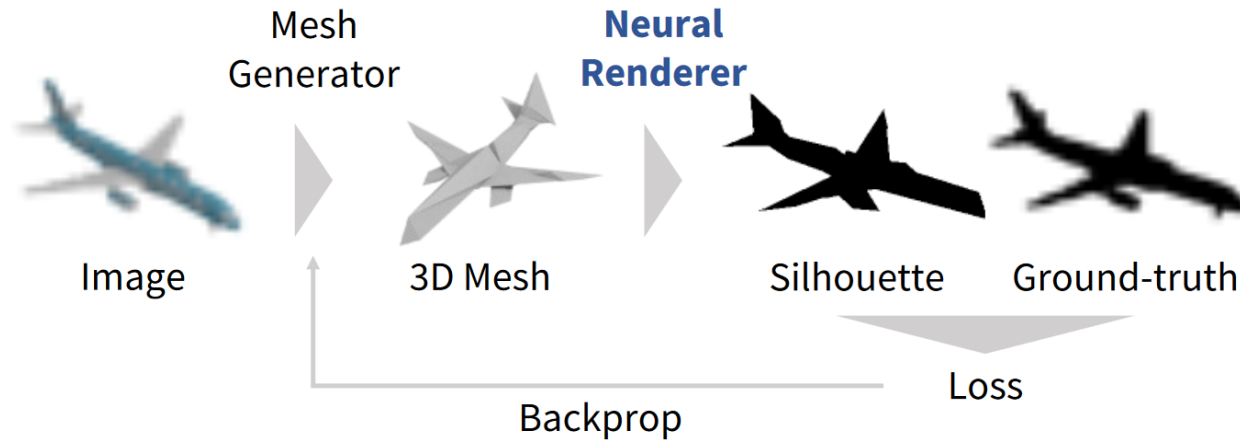 Mesh
Generator
Neural
Renderer
Image
3D Mesh
Silhouette
Ground-truth
Loss
Backprop